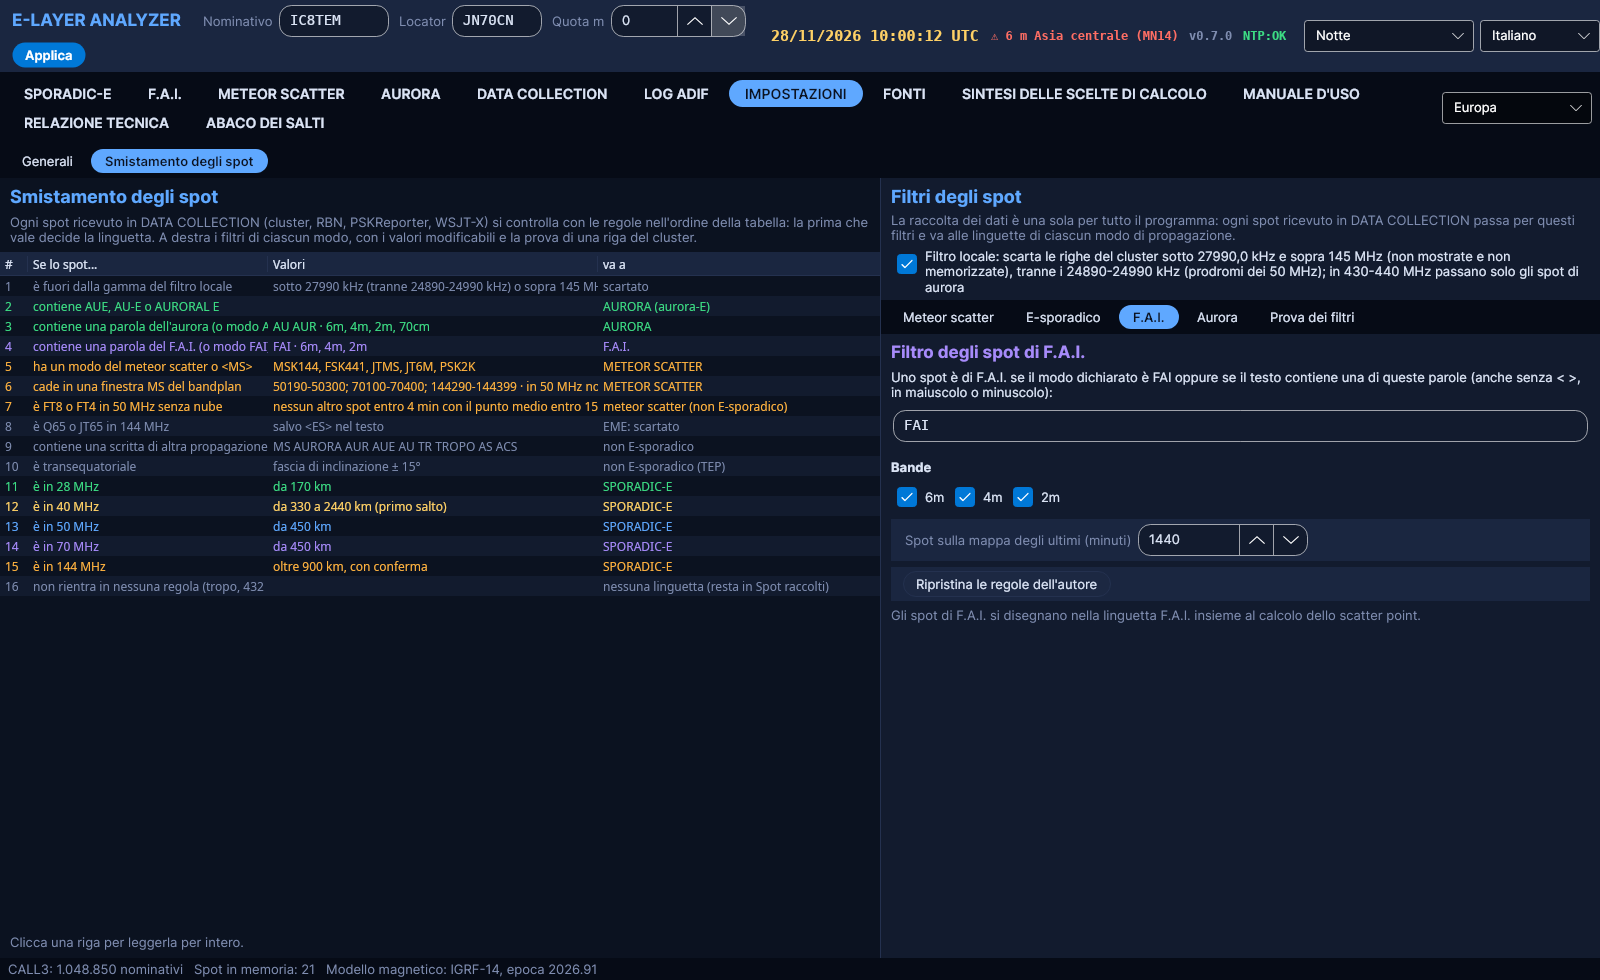 E-LAYER ANALYZER Nominativo IC8TEM Locator JN70CN Quota m 0
28/11/2026 10:00:12 UTC ⚠ 6 m Asia centrale (MN14) v0.7.0 NTP:OK Notte Italiano
Applica
SPORADIC-E F.A.I. METEOR SCATTER AURORA DATA COLLECTION LOG ADIF IMPOSTAZIONI FONTI SINTESI DELLE SCELTE DI CALCOLO MANUALE D'USO
RELAZIONE TECNICA ABACO DEI SALTI
Europa
Generali Smistamento degli spot
Smistamento degli spot
Ogni spot ricevuto in DATA COLLECTION (cluster, RBN, PSKReporter, WSJT-X) si controlla con le regole nell'ordine della tabella: la prima che
vale decide la linguetta. A destra i filtri di ciascun modo, con i valori modificabili e la prova di una riga del cluster.
# Se lo spot... Valori va a
1 è fuori dalla gamma del filtro locale sotto 27990 kHz (tranne 24890-24990 kHz) o sopra 145 MH scartato
2 contiene AUE, AU-E o AURORAL E AURORA (aurora-E)
3 contiene una parola dell'aurora (o modo A AU AUR · 6m, 4m, 2m, 70cm AURORA
4 contiene una parola del F.A.I. (o modo FAI FAI · 6m, 4m, 2m F.A.I.
5 ha un modo del meteor scatter o <MS> MSK144, FSK441, JTMS, JT6M, PSK2K METEOR SCATTER
6 cade in una finestra MS del bandplan 50190-50300; 70100-70400; 144290-144399 · in 50 MHz nc METEOR SCATTER
7 è FT8 o FT4 in 50 MHz senza nube nessun altro spot entro 4 min con il punto medio entro 15 meteor scatter (non E-sporadico)
8 è Q65 o JT65 in 144 MHz salvo <ES> nel testo EME: scartato
9 contiene una scritta di altra propagazione MS AURORA AUR AUE AU TR TROPO AS ACS non E-sporadico
10 è transequatoriale fascia di inclinazione ± 15° non E-sporadico (TEP)
11 è in 28 MHz da 170 km SPORADIC-E
12 è in 40 MHz da 330 a 2440 km (primo salto) SPORADIC-E
13 è in 50 MHz da 450 km SPORADIC-E
14 è in 70 MHz da 450 km SPORADIC-E
15 è in 144 MHz oltre 900 km, con conferma SPORADIC-E
16 non rientra in nessuna regola (tropo, 432 nessuna linguetta (resta in Spot raccolti)
Clicca una riga per leggerla per intero.
Filtri degli spot
La raccolta dei dati è una sola per tutto il programma: ogni spot ricevuto in DATA COLLECTION passa per questi
filtri e va alle linguette di ciascun modo di propagazione.
Filtro locale: scarta le righe del cluster sotto 27990,0 kHz e sopra 145 MHz (non mostrate e non
memorizzate), tranne i 24890-24990 kHz (prodromi dei 50 MHz); in 430-440 MHz passano solo gli spot di
aurora
Meteor scatter E-sporadico F.A.I. Aurora Prova dei filtri
Filtro degli spot di F.A.I.
Uno spot è di F.A.I. se il modo dichiarato è FAI oppure se il testo contiene una di queste parole (anche senza < >,
in maiuscolo o minuscolo):
FAI
Bande
6m 4m 2m
Spot sulla mappa degli ultimi (minuti) 1440
Ripristina le regole dell'autore
Gli spot di F.A.I. si disegnano nella linguetta F.A.I. insieme al calcolo dello scatter point.
CALL3: 1.048.850 nominativi Spot in memoria: 21 Modello magnetico: IGRF-14, epoca 2026.91